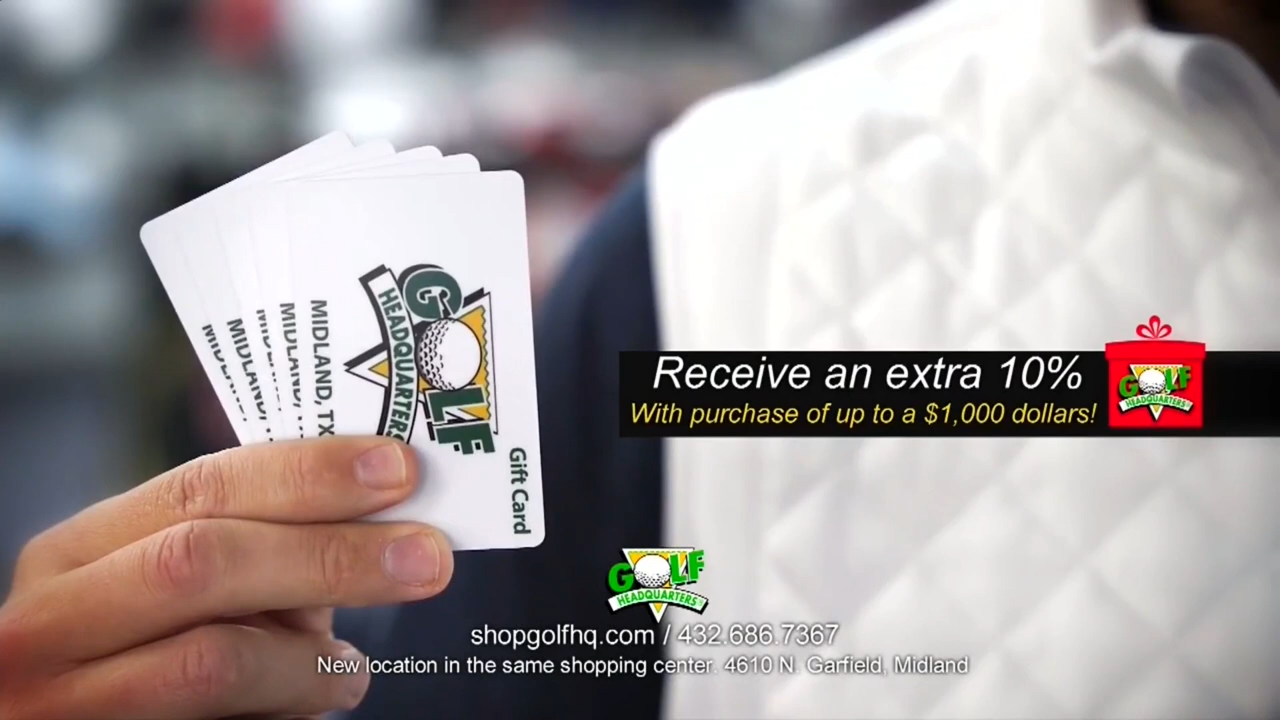 MIDLAND, TX
MIDLAND, T
GOLF
HEADQUARTERS
Gift Card
Receive an extra 10%
With purchase of up to a $1,000 dollars!
GOLF
HEADQUARTERS
GOLF
HEADQUARTERS
shopgolfhq.com / 432.686.7367
New location in the same shopping center. 4610 N. Garfield, Midland